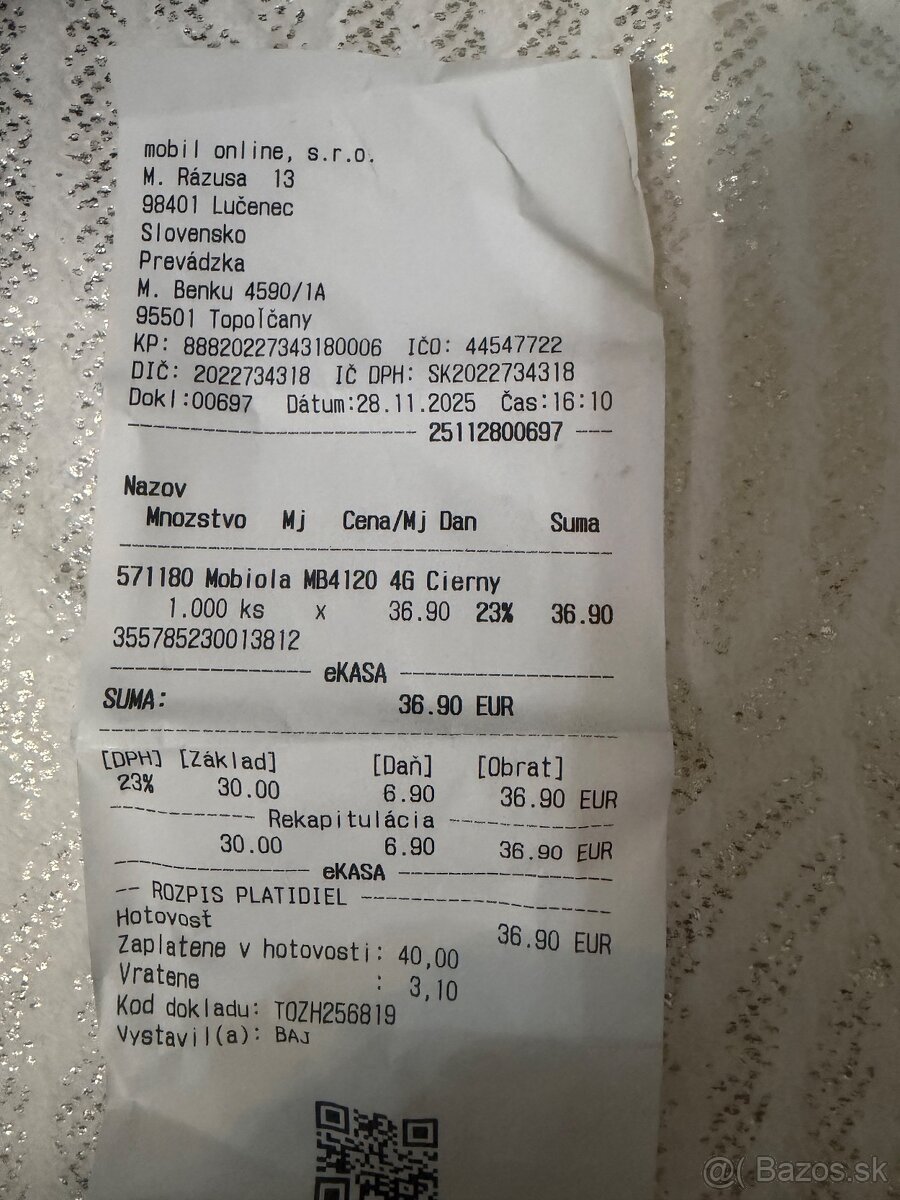 mobil online, s.r.o.
M. Rázusa 13
98401 Lučenec
Slovensko
Prevádzka
M. Benku 4590/1A
95501 Topoľčany
KP: 88820227343180006 IČO: 44547722
DIČ: 2022734318 IČ DPH: SK2022734318
Dokl:00697 Dátum:28.11.2025 Čas:16:10
---------------- 25112800697 ---
Nazov
Mnozstvo Mj Cena/Mj Dan Suma
571180 Mobiola MB4120 4G Cierny
1.000 ks x 36.90 23% 36.90
355785230013812
---------------- eKASA ----------------
SUMA: 36.90 EUR
[DPH] [Základ] [Daň] [Obrat]
23% 30.00 6.90 36.90 EUR
---------------- Rekapitulácia ----------------
30.00 6.90 36.90 EUR
---------------- eKASA ----------------
-- ROZPIS PLATIDIEL ----------------
Hotovosť 36.90 EUR
Zaplatene v hotovosti: 40,00
Vratene : 3,10
Kod dokladu: TOZH256819
Vystavil(a): BAJ
@( Bazos.sk